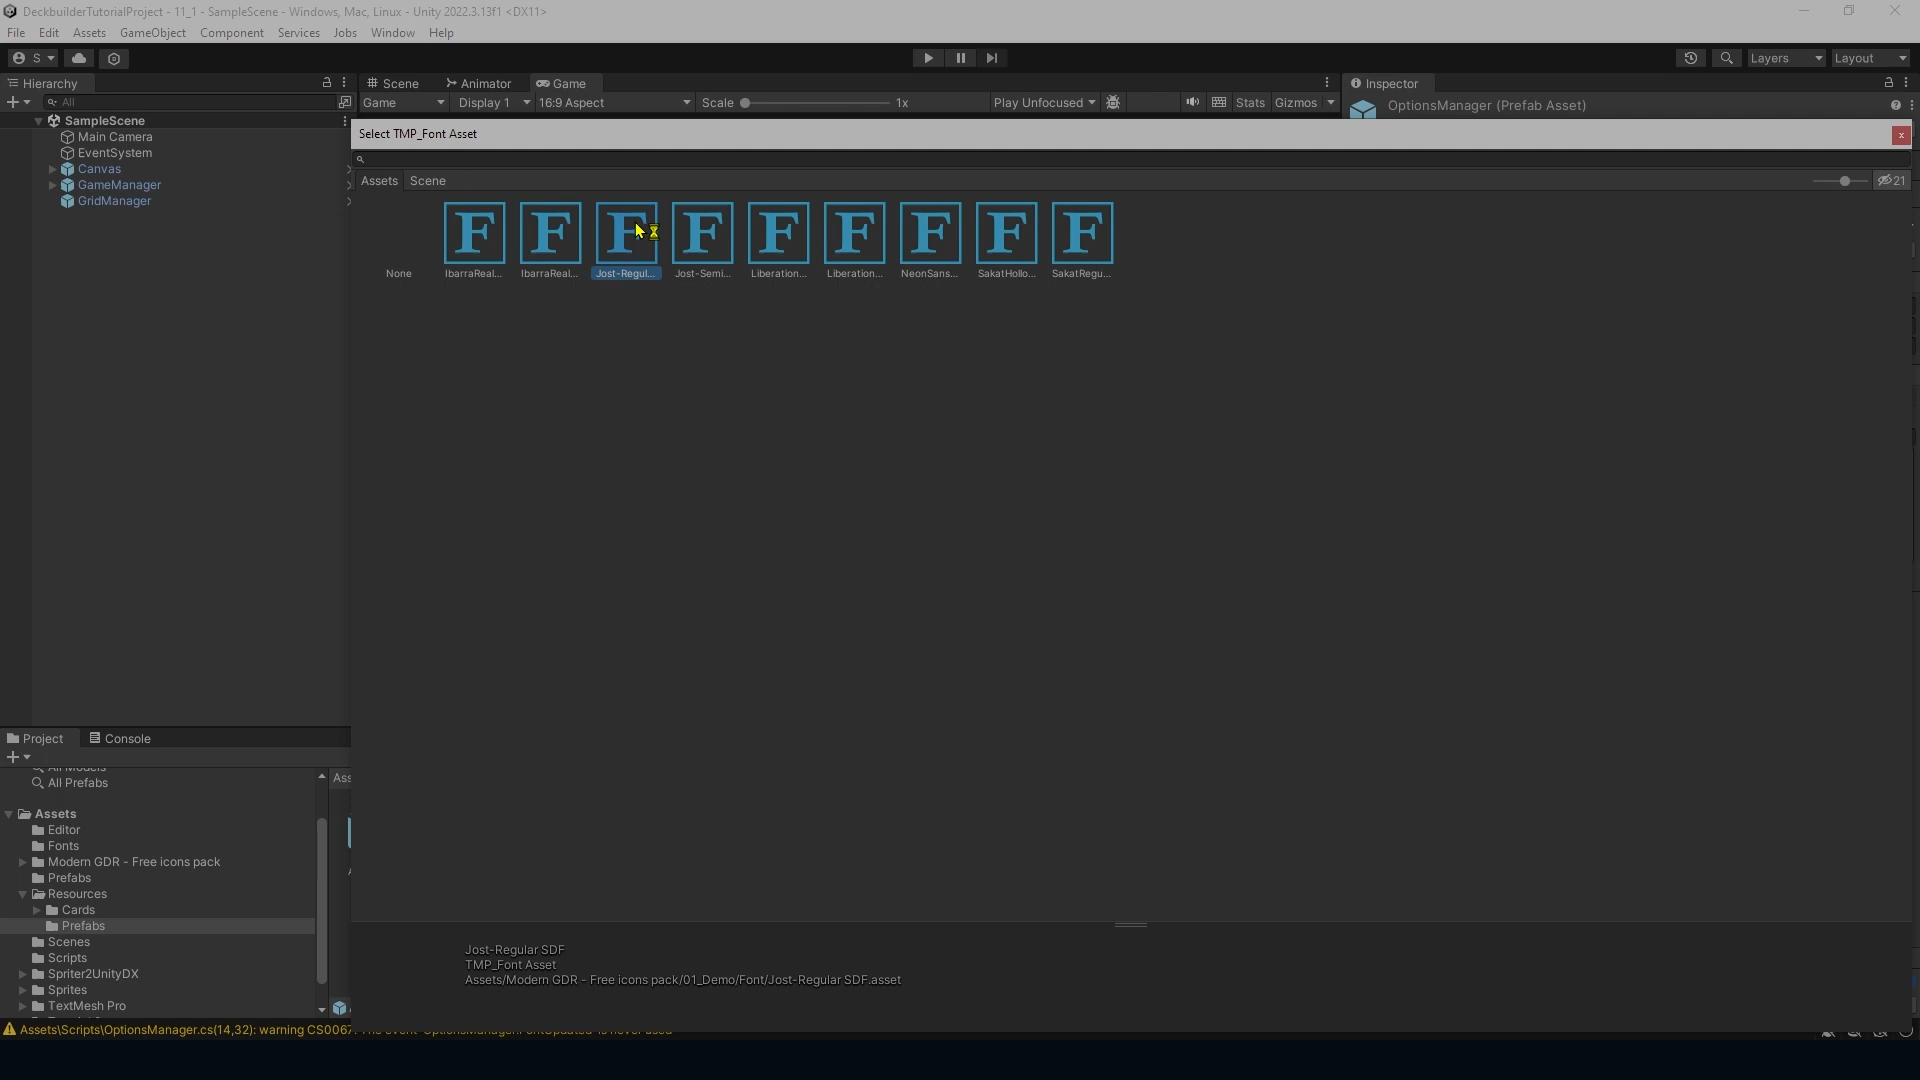 DeckbuilderTutorialProject - 11_1 - SampleScene - Windows, Mac, Linux - Unity 2022.3.13f1 <DX11>
File Edit Assets GameObject Component Services Jobs Window Help
S Layers Layout
Hierarchy Scene Animator Game Inspector
All Game Display 1 16:9 Aspect Scale 1x Play Unfocused Stats Gizmos OptionsManager (Prefab Asset)
SampleScene
Main Camera
EventSystem
Canvas
GameManager
GridManager
Select TMP_Font Asset
Assets Scene 21
None IbarraReal... IbarraReal... Jost-Regul... Jost-Semi... Liberation... Liberation... NeonSans... SakatHollo... SakatRegu...
Project Console
All Prefabs
Ass
Assets
Editor
Fonts
Modern GDR - Free icons pack
Prefabs
Resources
Cards
Prefabs
Scenes
Scripts
Spriter2UnityDX
Sprites
TextMesh Pro
Jost-Regular SDF
TMP_Font Asset
Assets/Modern GDR - Free icons pack/01_Demo/Font/Jost-Regular SDF.asset
Assets\Scripts\OptionsManager.cs(14,32): warning CS0067: